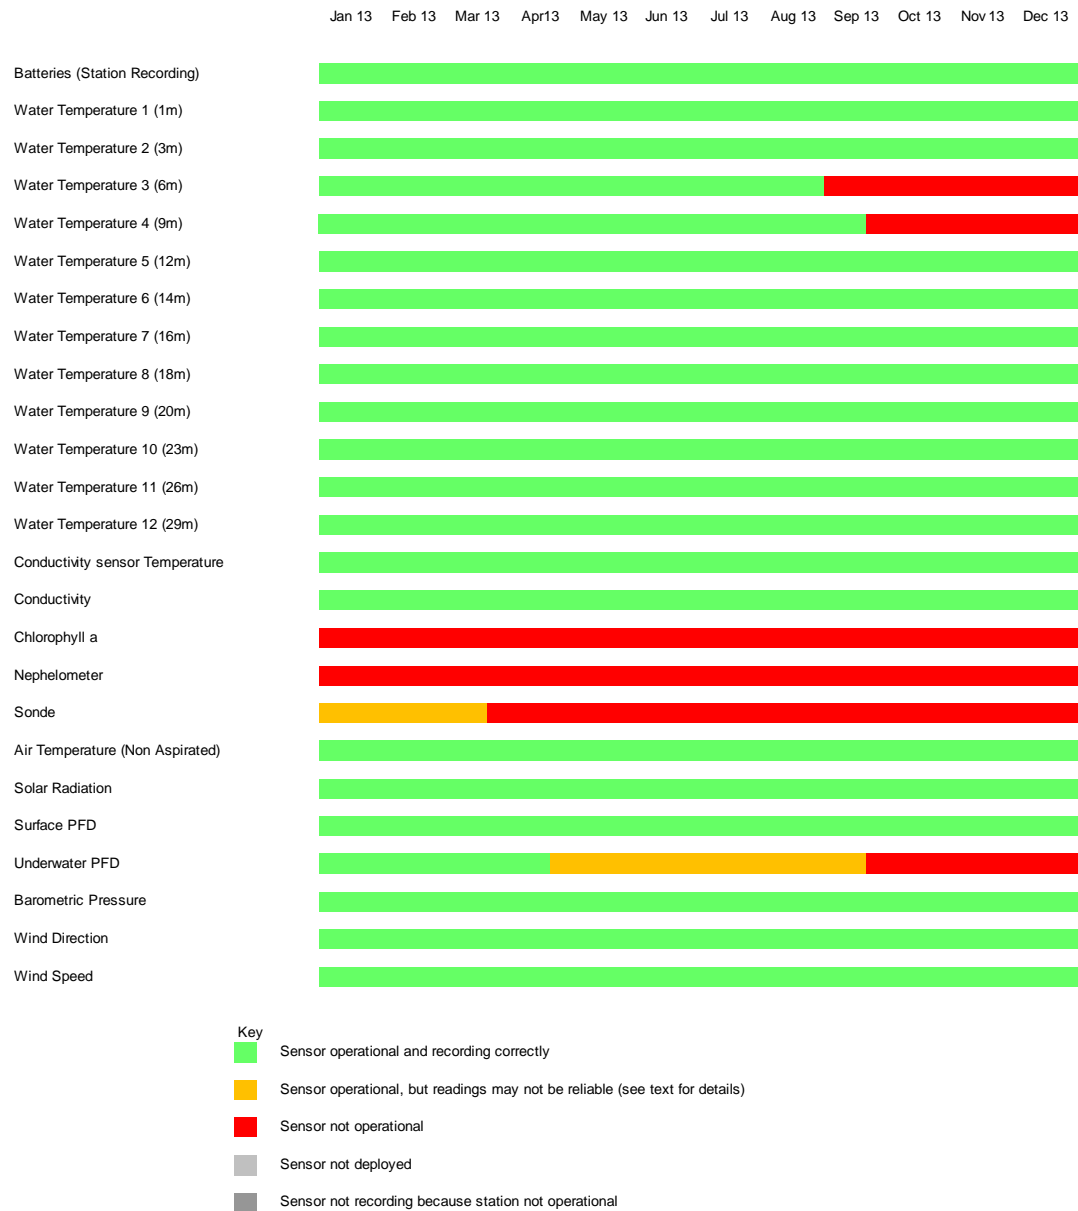 Jan 13 Feb 13 Mar 13 Apr13 May 13 Jun 13 Jul 13 Aug 13 Sep 13 Oct 13 Nov 13 Dec 13
Batteries (Station Recording)
Water Temperature 1 (1m)
Water Temperature 2 (3m)
Water Temperature 3 (6m)
Water Temperature 4 (9m)
Water Temperature 5 (12m)
Water Temperature 6 (14m)
Water Temperature 7 (16m)
Water Temperature 8 (18m)
Water Temperature 9 (20m)
Water Temperature 10 (23m)
Water Temperature 11 (26m)
Water Temperature 12 (29m)
Conductivity sensor Temperature
Conductivity
Chlorophyll a
Nephelometer
Sonde
Air Temperature (Non Aspirated)
Solar Radiation
Surface PFD
Underwater PFD
Barometric Pressure
Wind Direction
Wind Speed
Key
Sensor operational and recording correctly
Sensor operational, but readings may not be reliable (see text for details)
Sensor not operational
Sensor not deployed
Sensor not recording because station not operational